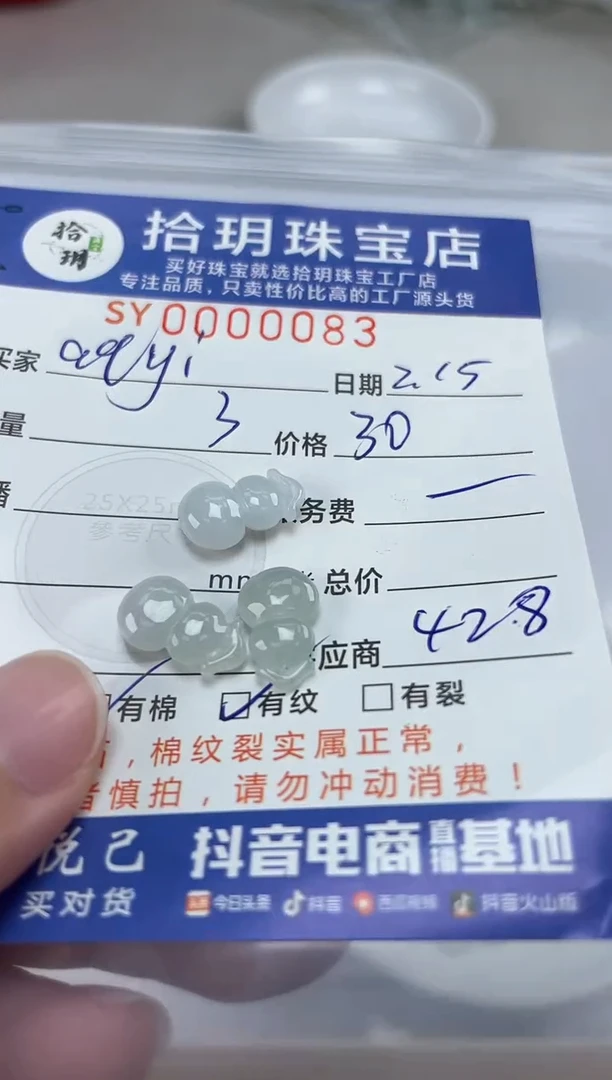 拾玥
拾玥珠宝店
买好珠宝就选拾玥珠宝工厂店
专注品质，只卖性价比高的工厂源头货
SY0000083
买家 日期 2.15
量 3 价格 30
播 务费
25X25m
参考尺
mm 总价
应商 428
有棉 有纹 有裂
，棉纹裂实属正常，
者慎拍，请勿冲动消费！
悦己 抖音电商直播基地
买对货 今日头条 抖音 西瓜视频 抖音火山版